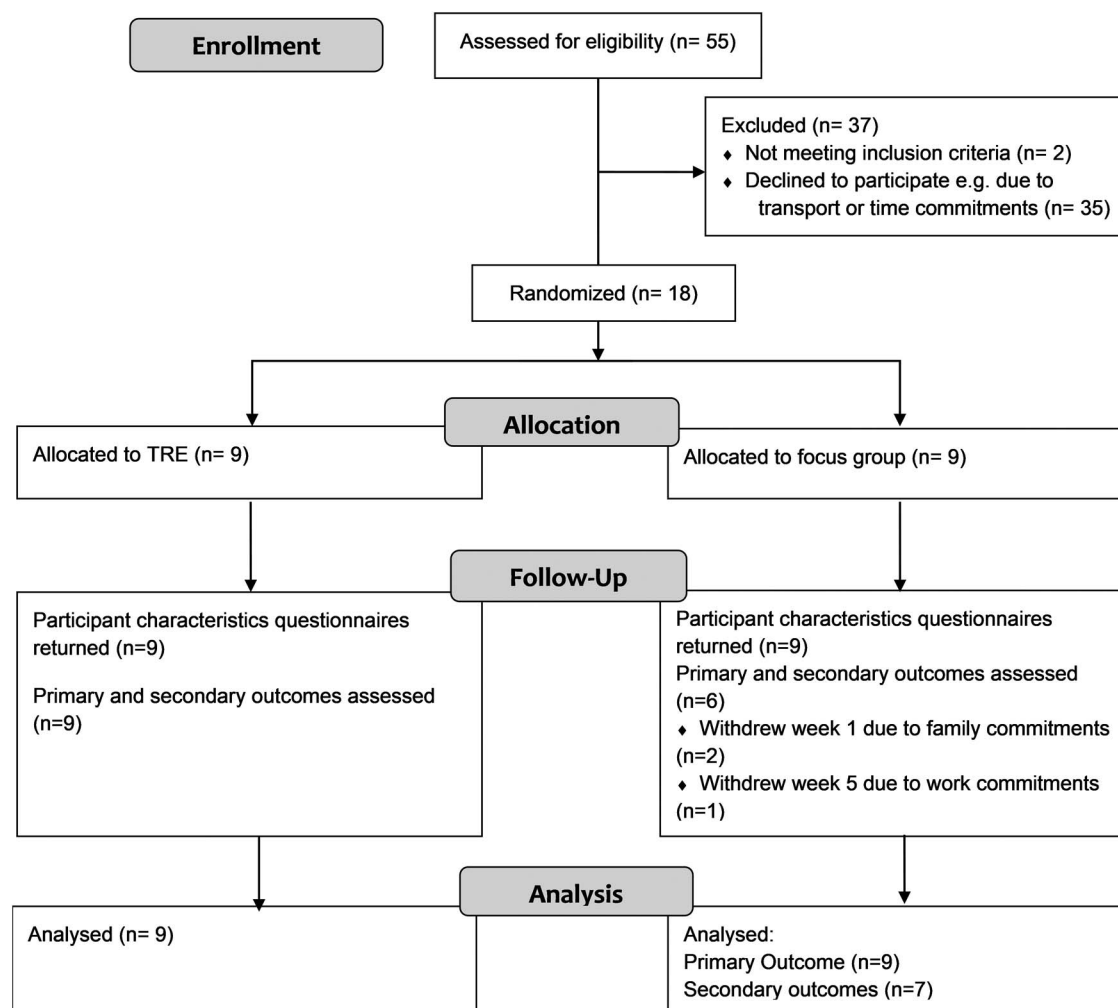 Enrollment
Assessed for eligibility (n= 55)
Excluded (n= 37)
♦ Not meeting inclusion criteria (n= 2)
♦ Declined to participate e.g. due to
transport or time commitments (n= 35)
Randomized (n= 18)
Allocation
Allocated to TRE (n= 9)
Allocated to focus group (n= 9)
Follow-Up
Participant characteristics questionnaires
returned (n=9)
Primary and secondary outcomes assessed
(n=9)
Participant characteristics questionnaires
returned (n=9)
Primary and secondary outcomes assessed
(n=6)
♦ Withdrew week 1 due to family commitments
(n=2)
♦ Withdrew week 5 due to work commitments
(n=1)
Analysis
Analysed (n= 9)
Analysed:
Primary Outcome (n=9)
Secondary outcomes (n=7)